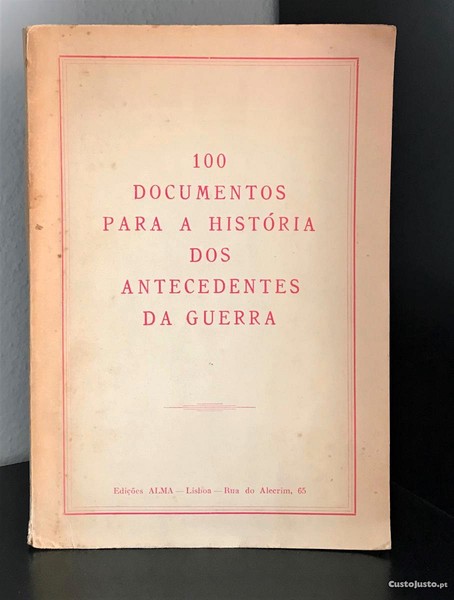 100
DOCUMENTOS
PARA A HISTÓRIA
DOS
ANTECEDENTES
DA GUERRA
Edições ALMA — Lisboa — Rua do Alecrim, 65
CustoJusto.pt